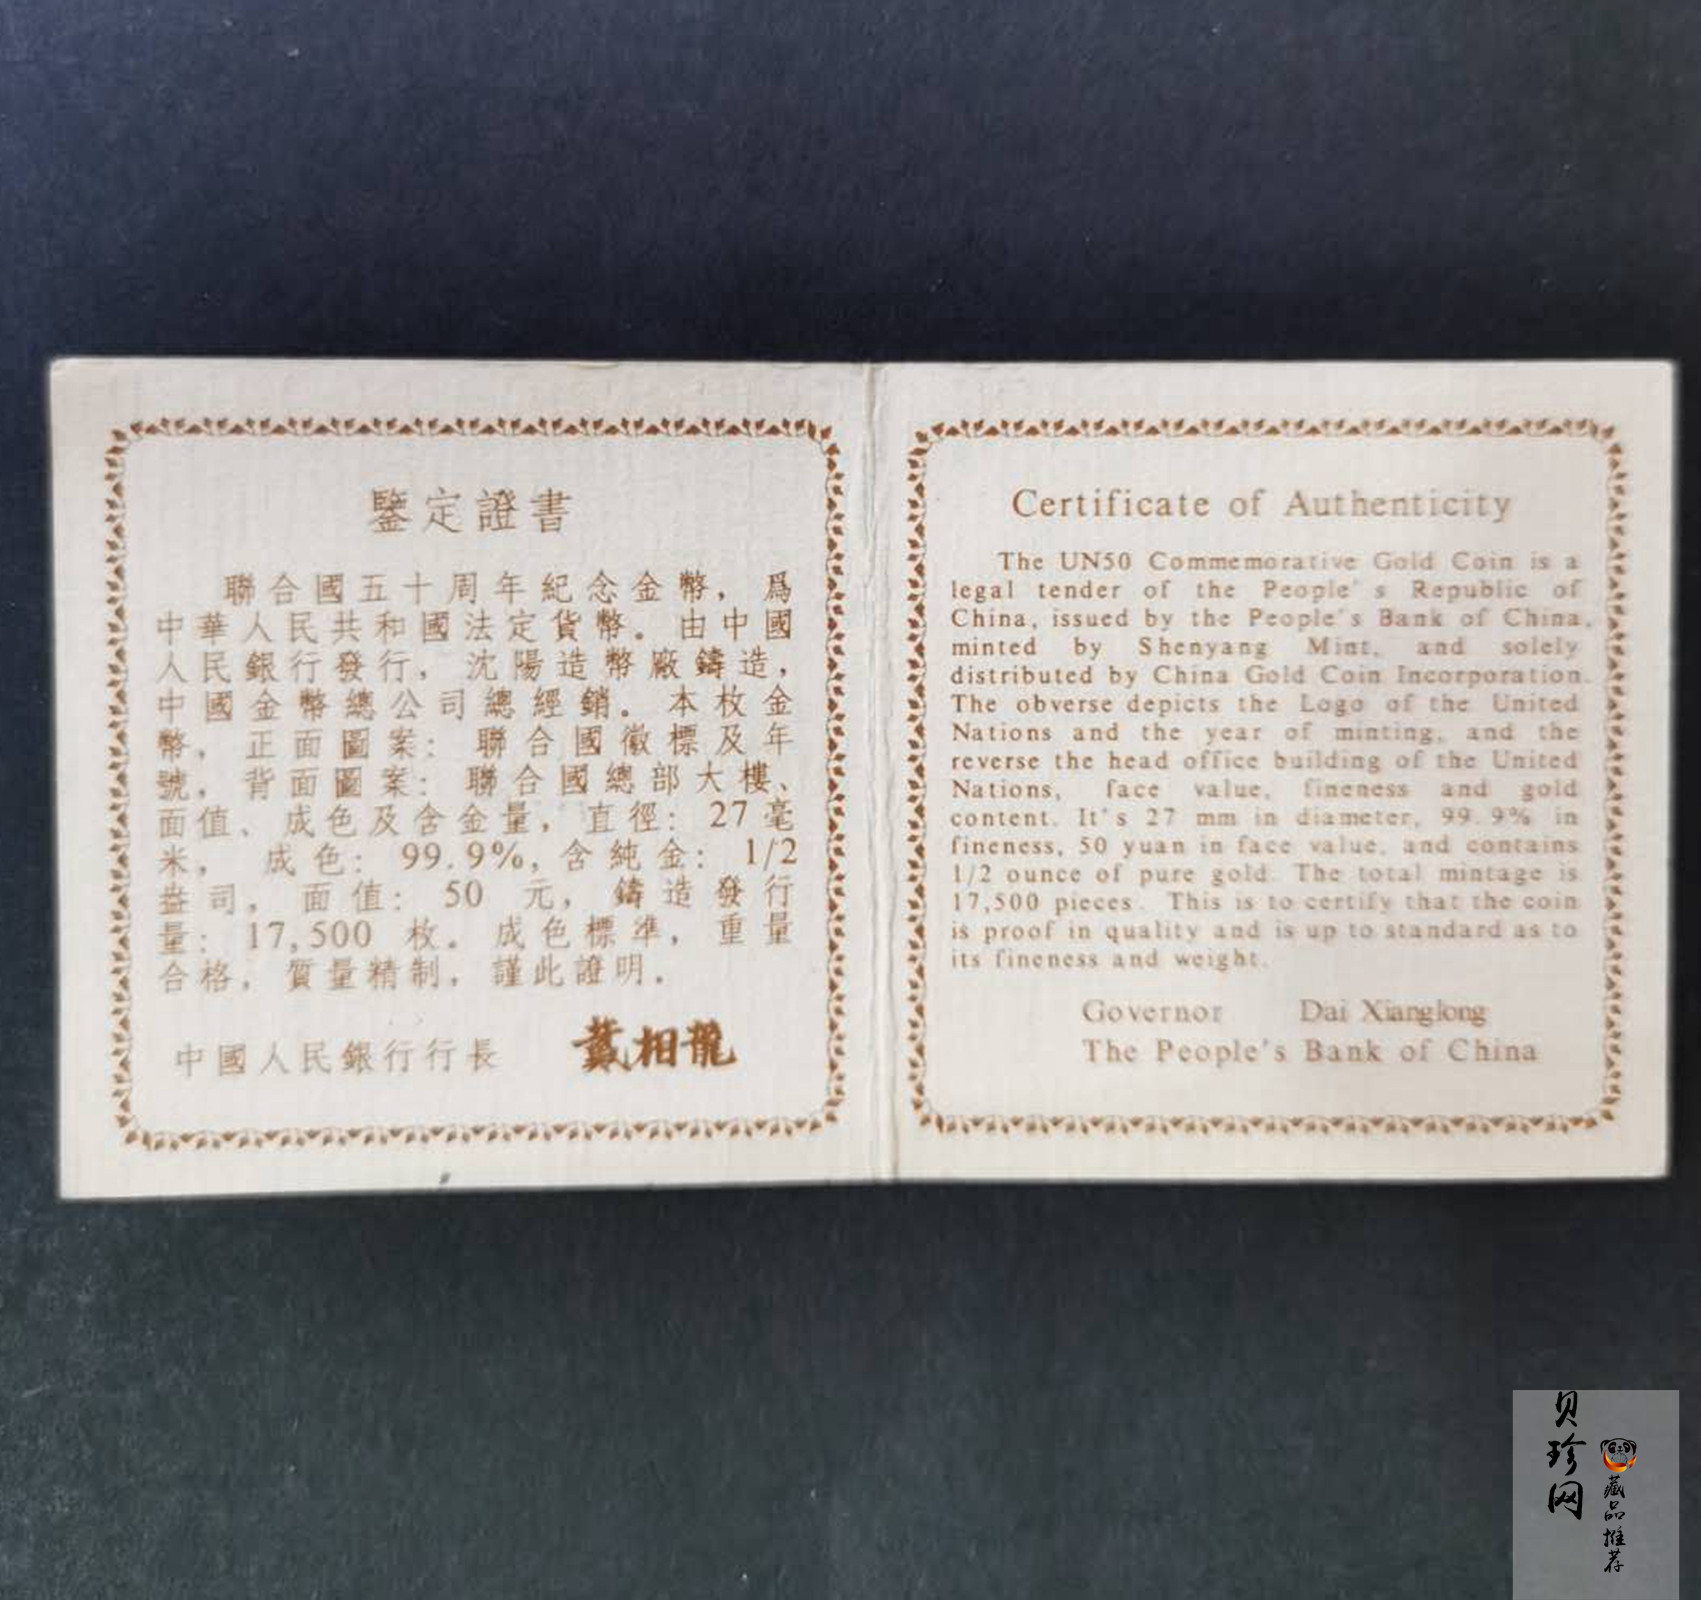 鑒定證書
聯合國五十周年紀念金幣，爲
中華人民共和國法定貨幣。由中國
人民銀行發行，沈陽造幣廠鑄造，
中國金幣總公司總經銷。本枚金
幣，正面圖案：聯合國徽標及年
號，背面圖案：聯合國總部大樓、
面值、成色及含金量，直徑：27毫
米，成色：99.9%，含純金：1/2
盎司，面值：50元，鑄造發行
量：17,500枚。成色標準，重量
合格，質量精制，謹此證明。
中國人民銀行行長 戴相龍
Certificate of Authenticity
The UN50 Commemorative Gold Coin is a
legal tender of the People's Republic of
China, issued by the People's Bank of China,
minted by Shenyang Mint, and solely
distributed by China Gold Coin Incorporation.
The obverse depicts the Logo of the United
Nations and the year of minting, and the
reverse the head office building of the United
Nations, face value, fineness and gold
content. It's 27 mm in diameter, 99.9% in
fineness, 50 yuan in face value, and contains
1/2 ounce of pure gold. The total mintage is
17,500 pieces. This is to certify that the coin
is proof in quality and is up to standard as to
its fineness and weight.
Governor Dai Xianglong
The People's Bank of China
贝珍网
藏品推荐